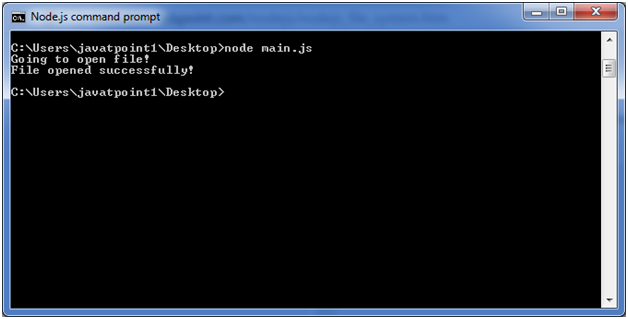 Node.js command prompt
C:\Users\javatpoint1\Desktop>node main.js
Going to open file!
File opened successfully!
C:\Users\javatpoint1\Desktop>